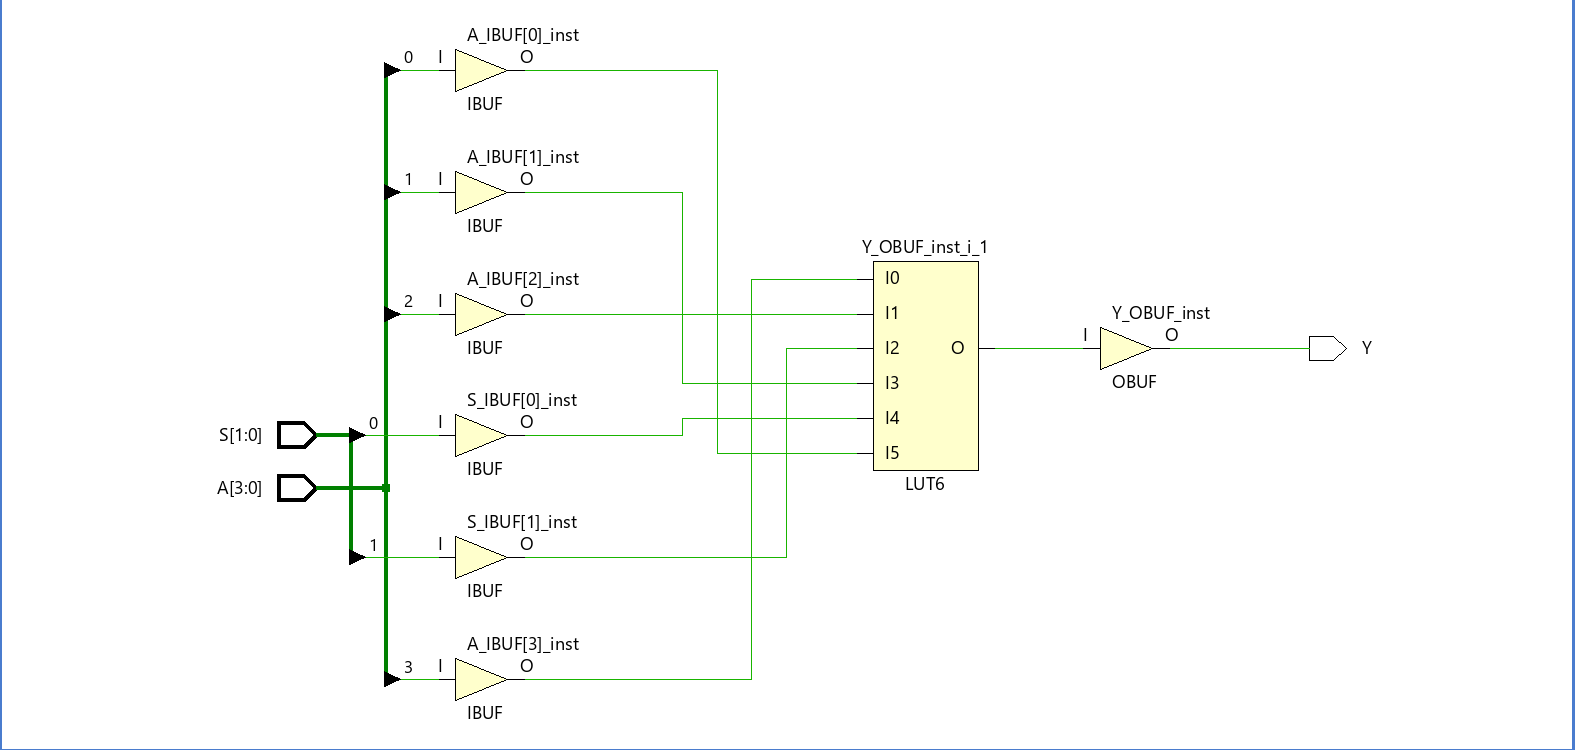 A_IBUF[0]_inst
0 I O
IBUF
A_IBUF[1]_inst
1 I O
IBUF
A_IBUF[2]_inst
2 I O
IBUF
S_IBUF[0]_inst
0 I O
IBUF
S[1:0]
A[3:0]
S_IBUF[1]_inst
1 I O
IBUF
A_IBUF[3]_inst
3 I O
IBUF
Y_OBUF_inst_i_1
I0
I1
I2 O
I3
I4
I5
LUT6
Y_OBUF_inst
I O
OBUF
Y